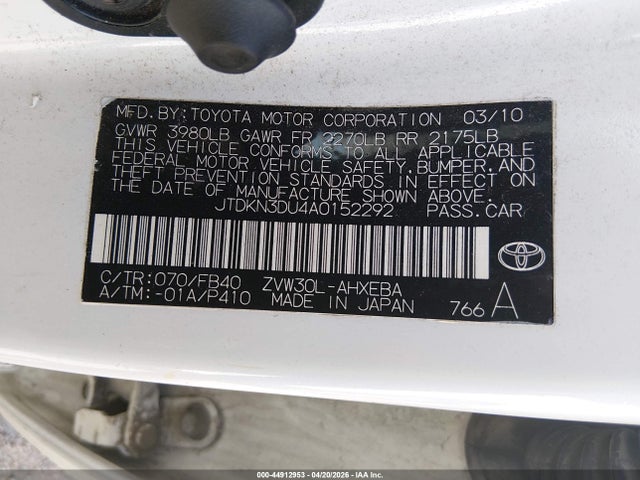 MFD.BY:TOYOTA MOTOR CORPORATION 03/10
GVWR 3980LB GAWR FR 2270LB RR 2175LB
THIS VEHICLE CONFORMS TO ALL APPLICABLE
FEDERAL MOTOR VEHICLE SAFETY,BUMPER,AND
THEFT PREVENTION STANDARDS IN EFFECT ON
THE DATE OF MANUFACTURE SHOWN ABOVE.
JTDKN3DU4A0152292 PASS.CAR
C/TR:070/FB40 ZVW30L-AHXEBA
A/TM:-01A/P410 MADE IN JAPAN
766 A
TOYOTA
000-44912953 | 04/20/2026 | IAA Inc.